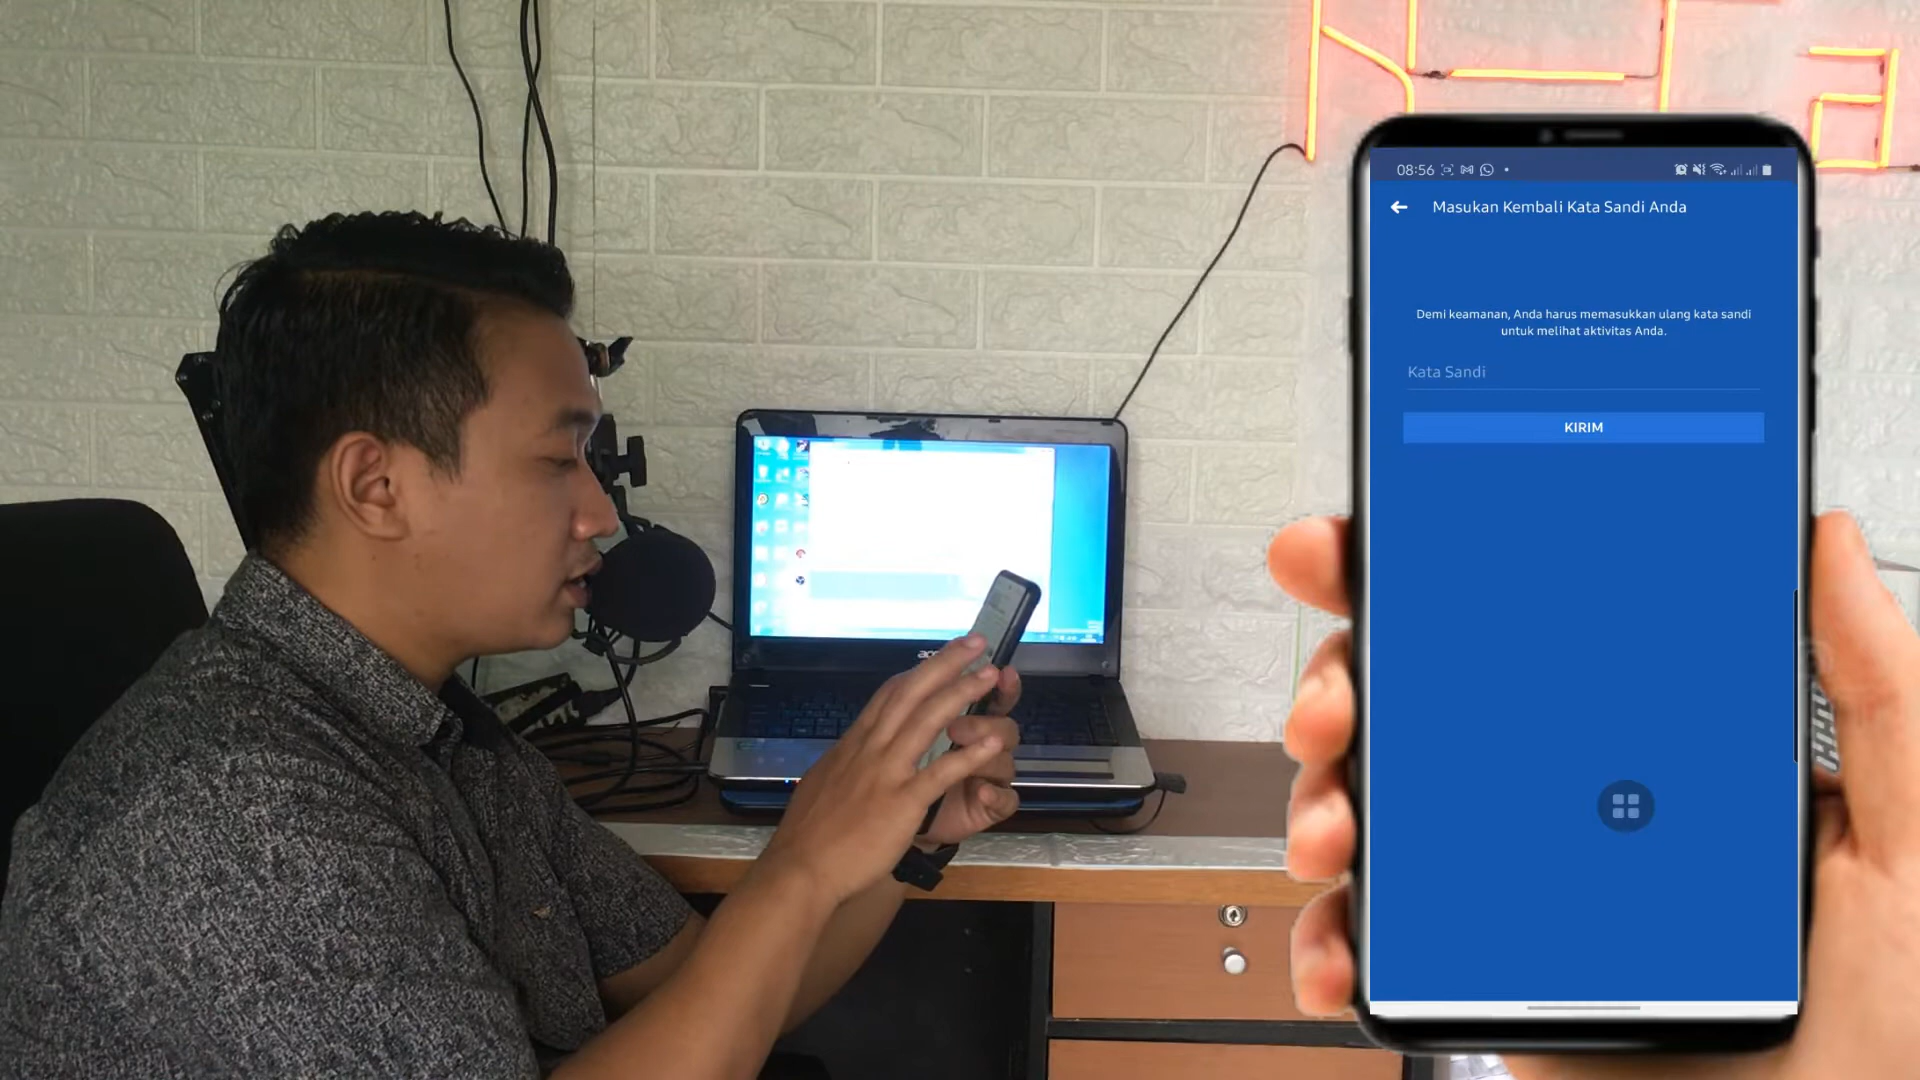 a
08:56
Masukan Kembali Kata Sandi Anda
Demi keamanan, Anda harus memasukkan ulang kata sandi
untuk melihat aktivitas Anda.
Kata Sandi
KIRIM
acer